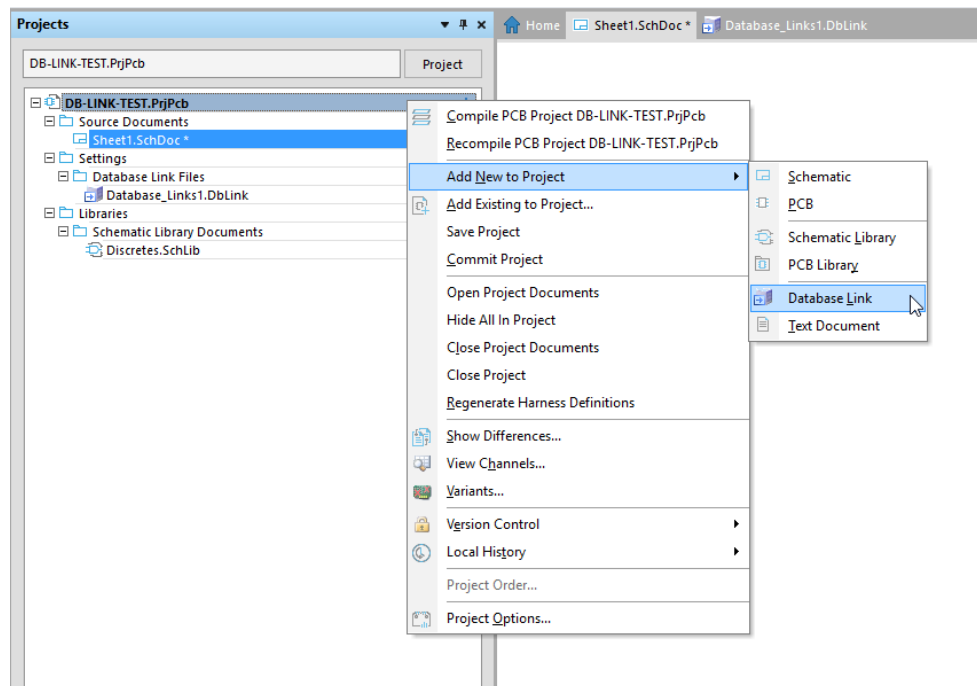 Projects
Home
Sheet1.SchDoc *
Database_Links1.DbLink
DB-LINK-TEST.PrjPcb
Project
DB-LINK-TEST.PrjPcb
Source Documents
Sheet1.SchDoc *
Settings
Database Link Files
Database_Links1.DbLink
Libraries
Schematic Library Documents
Discretes.SchLib
Compile PCB Project DB-LINK-TEST.PrjPcb
Recompile PCB Project DB-LINK-TEST.PrjPcb
Add New to Project
Add Existing to Project...
Save Project
Commit Project
Open Project Documents
Hide All In Project
Close Project Documents
Close Project
Regenerate Harness Definitions
Show Differences...
View Channels...
Variants...
Version Control
Local History
Project Order...
Project Options...
Schematic
PCB
Schematic Library
PCB Library
Database Link
Text Document